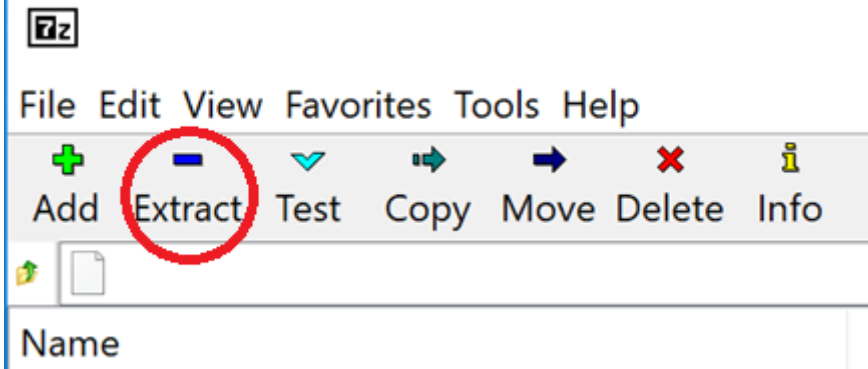 7z
File Edit View Favorites Tools Help
Add Extract Test Copy Move Delete Info
Name